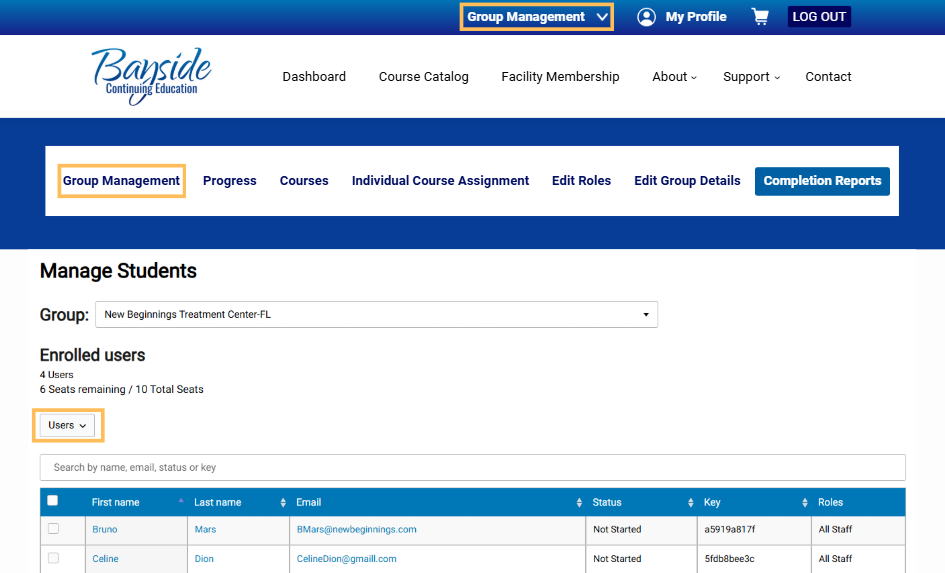 Group Management My Profile LOG OUT
Bayside
Continuing Education
Dashboard Course Catalog Facility Membership About Support Contact
Group Management Progress Courses Individual Course Assignment Edit Roles Edit Group Details Completion Reports
Manage Students
Group: New Beginnings Treatment Center-FL
Enrolled users
4 Users
6 Seats remaining / 10 Total Seats
Users
Search by name, email, status or key
First name Last name Email Status Key Roles
Bruno Mars BMars@newbeginnings.com Not Started a5919a817f All Staff
Celine Dion CelineDion@gmaill.com Not Started 5fdb8bee3c All Staff